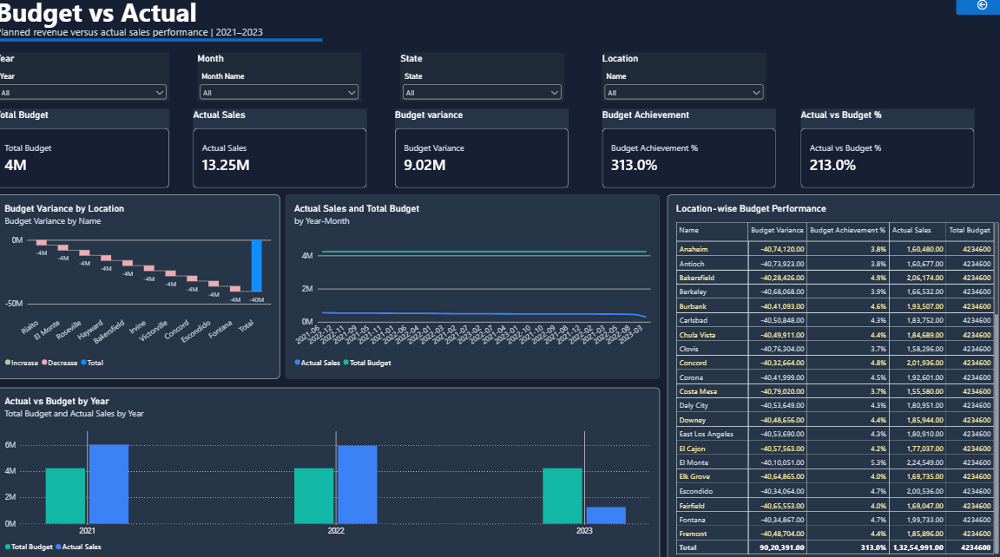 Budget vs Actual
Planned revenue versus actual sales performance | 2021–2023
Year Month State Location
Year Month Name State Name
All All All All
Total Budget Actual Sales Budget variance Budget Achievement Actual vs Budget %
Total Budget Actual Sales Budget Variance Budget Achievement % Actual vs Budget %
4M 13.25M 9.02M 313.0% 213.0%
Budget Variance by Location
Budget Variance by Name
0M
-4M -4M -4M -4M -4M -4M -4M -4M -4M -4M -40M
-50M
Rialto El Monte Roseville Hayward Bakersfield Irvine Victorville Concord Escondido Fontana Total
Increase Decrease Total
Actual Sales and Total Budget
by Year-Month
4M
2M
0M
2021-06 2021-12 2021-11 2021-09 2021-05 2021-11 2022-01 2022-06 2022-04 2022-01 2022-03 2022-02 2021-07 2023-02 2021-07 2021-04 2022-01 2022-10 2022-09 2022-08 2021-12 2022-02 2021-03 2022-05 2022-08 2023-03
Actual Sales Total Budget
Actual vs Budget by Year
Total Budget and Actual Sales by Year
6M
4M
2M
0M
2021 2022 2023
Total Budget Actual Sales
Location-wise Budget Performance
Name Budget Variance Budget Achievement % Actual Sales Total Budget
Anaheim -40,74,120.00 3.8% 1,60,480.00 4234600
Antioch -40,73,923.00 3.8% 1,60,677.00 4234600
Bakersfield -40,28,426.00 4.9% 2,06,174.00 4234600
Berkeley -40,68,068.00 3.9% 1,66,532.00 4234600
Burbank -40,41,093.00 4.6% 1,93,507.00 4234600
Carlsbad -40,50,848.00 4.3% 1,83,752.00 4234600
Chula Vista -40,49,911.00 4.4% 1,84,689.00 4234600
Clovis -40,76,304.00 3.7% 1,58,296.00 4234600
Concord -40,32,664.00 4.8% 2,01,936.00 4234600
Corona -40,41,999.00 4.5% 1,92,601.00 4234600
Costa Mesa -40,79,020.00 3.7% 1,55,580.00 4234600
Daly City -40,53,649.00 4.3% 1,80,951.00 4234600
Downey -40,48,656.00 4.4% 1,85,944.00 4234600
East Los Angeles -40,53,690.00 4.3% 1,80,910.00 4234600
El Cajon -40,57,563.00 4.2% 1,77,037.00 4234600
El Monte -40,10,051.00 5.3% 2,24,549.00 4234600
Elk Grove -40,64,865.00 4.0% 1,69,735.00 4234600
Escondido -40,34,064.00 4.7% 2,00,536.00 4234600
Fairfield -40,65,553.00 4.0% 1,69,047.00 4234600
Fontana -40,34,867.00 4.7% 1,99,733.00 4234600
Fremont -40,48,704.00 4.4% 1,85,896.00 4234600
Total 90,20,391.00 313.0% 1,32,54,991.00 4234600